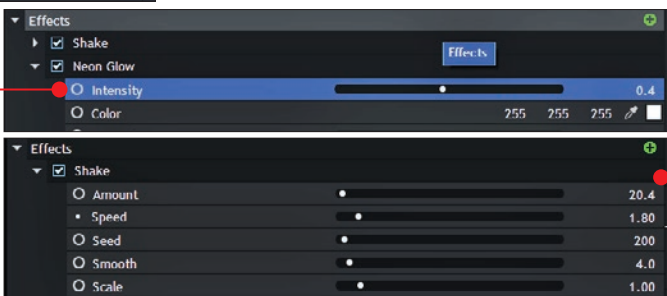 Effects
Shake
Effects
Neon Glow
Intensity 0.4
Color 255 255 255
Effects
Shake
Amount 20.4
Speed 1.80
Seed 200
Smooth 4.0
Scale 1.00